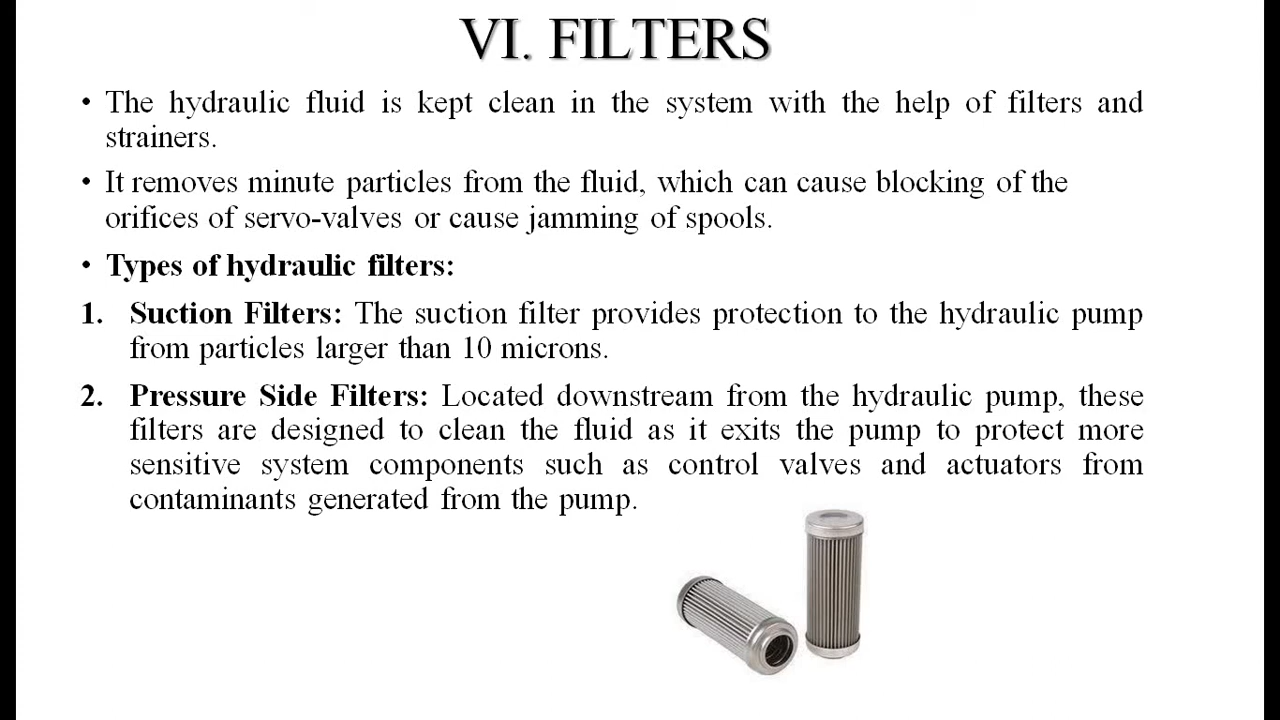 VI. FILTERS
• The hydraulic fluid is kept clean in the system with the help of filters and
strainers.
• It removes minute particles from the fluid, which can cause blocking of the
orifices of servo-valves or cause jamming of spools.
• Types of hydraulic filters:
1. Suction Filters: The suction filter provides protection to the hydraulic pump
from particles larger than 10 microns.
2. Pressure Side Filters: Located downstream from the hydraulic pump, these
filters are designed to clean the fluid as it exits the pump to protect more
sensitive system components such as control valves and actuators from
contaminants generated from the pump.